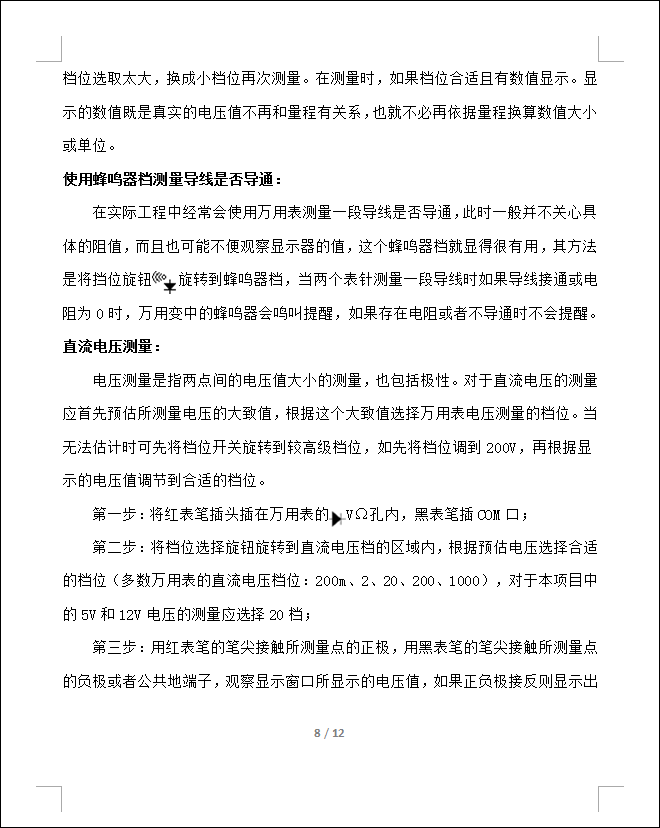 档位选取太大，换成小档位再次测量。在测量时，如果档位合适且有数值显示。显
示的数值既是真实的电压值不再和量程有关系，也就不必再依据量程换算数值大小
或单位。
使用蜂鸣器档测量导线是否导通：
在实际工程中经常会使用万用表测量一段导线是否导通，此时一般并不关心具
体的阻值，而且也可能不便观察显示器的值，这个蜂鸣器档就显得很有用，其方法
是将挡位旋钮旋转到蜂鸣器档，当两个表针测量一段导线时如果导线接通或电
阻为 0 时，万用变中的蜂鸣器会鸣叫提醒，如果存在电阻或者不导通时不会提醒。
直流电压测量：
电压测量是指两点间的电压值大小的测量，也包括极性。对于直流电压的测量
应首先预估所测量电压的大致值，根据这个大致值选择万用表电压测量的档位。当
无法估计时可先将档位开关旋转到较高级档位，如先将档位调到 200V，再根据显
示的电压值调节到合适的档位。
第一步：将红表笔插头插在万用表的VΩ孔内，黑表笔插 COM 口；
第二步：将档位选择旋钮旋转到直流电压档的区域内，根据预估电压选择合适
的档位（多数万用表的直流电压档位：200m、2、20、200、1000），对于本项目中
的 5V 和 12V 电压的测量应选择 20 档；
第三步：用红表笔的笔尖接触所测量点的正极，用黑表笔的笔尖接触所测量点
的负极或者公共地端子，观察显示窗口所显示的电压值，如果正负极接反则显示出
8 / 12